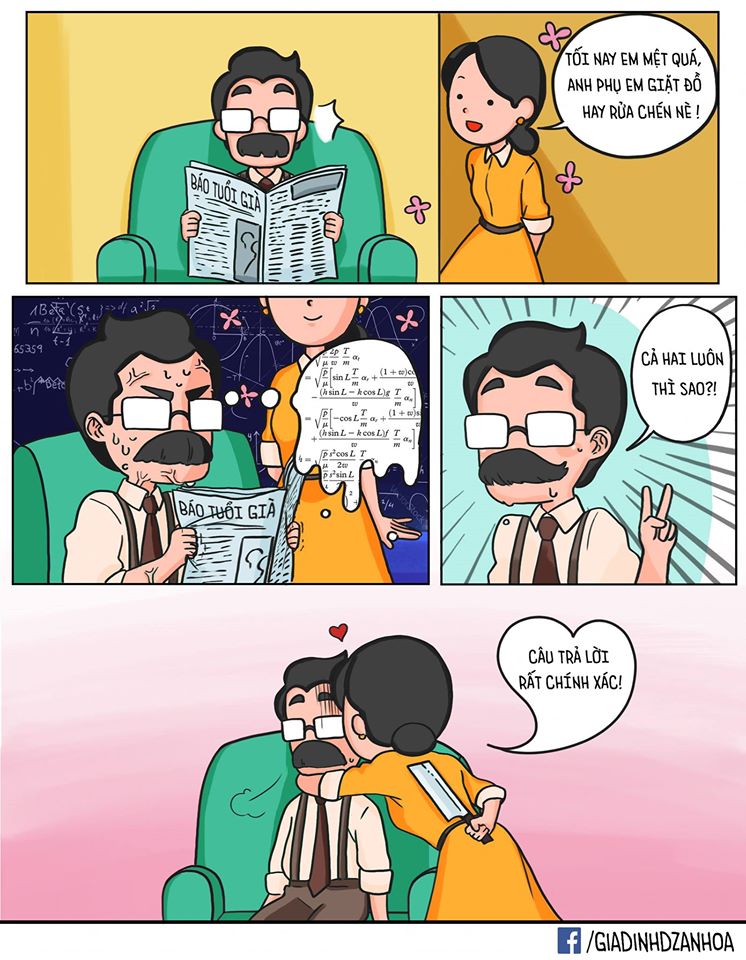 BÁO TUỔI GIÀ
TỐI NAY EM MỆT QUÁ,
ANH PHỤ EM GIẶT ĐỒ
HAY RỬA CHÉN NÈ !
65359
BÁO TUỔI GIÀ
CẢ HAI LUÔN
THÌ SAO?!
CÂU TRẢ LỜI
RẤT CHÍNH XÁC!
/GIADINHDZANHOA